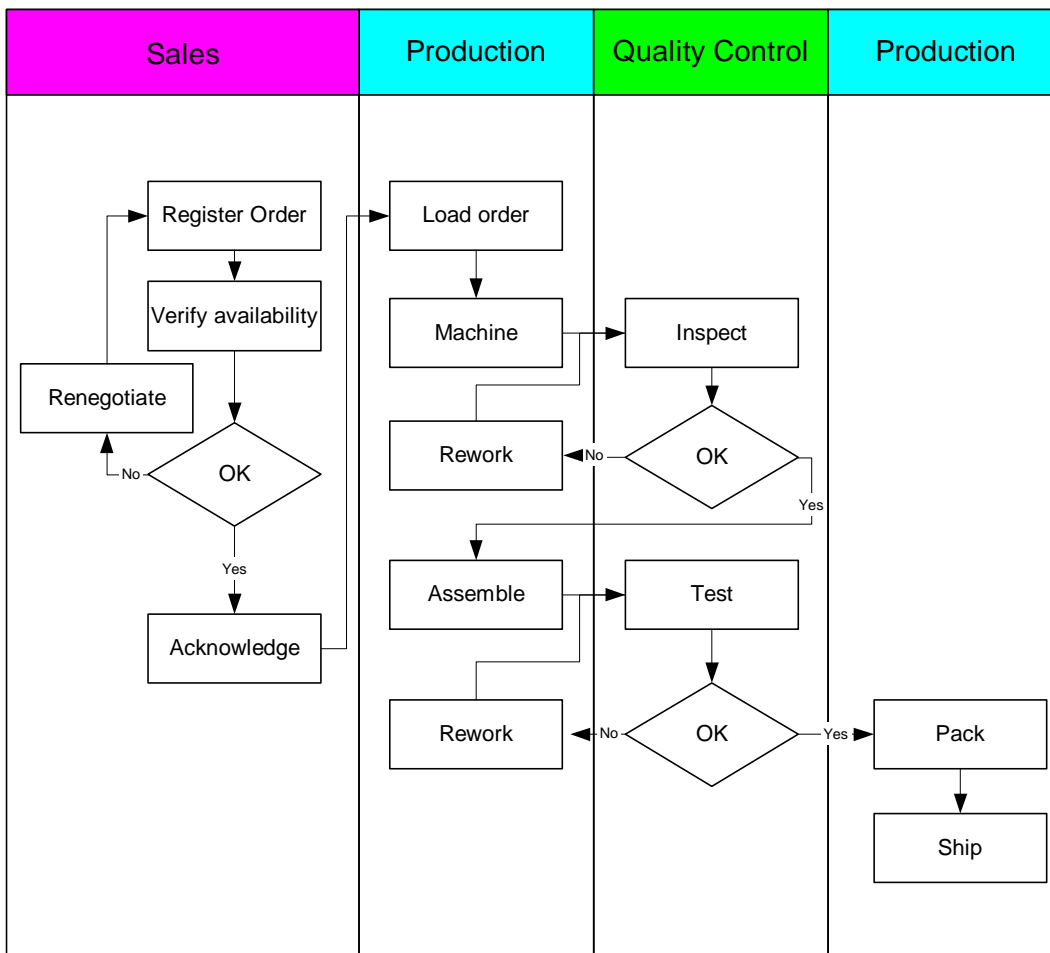 Sales
Production
Quality Control
Production
Register Order
Verify availability
Renegotiate
No
OK
Yes
Acknowledge
Load order
Machine
Inspect
Rework
No
OK
Yes
Assemble
Test
Rework
No
OK
Yes
Pack
Ship